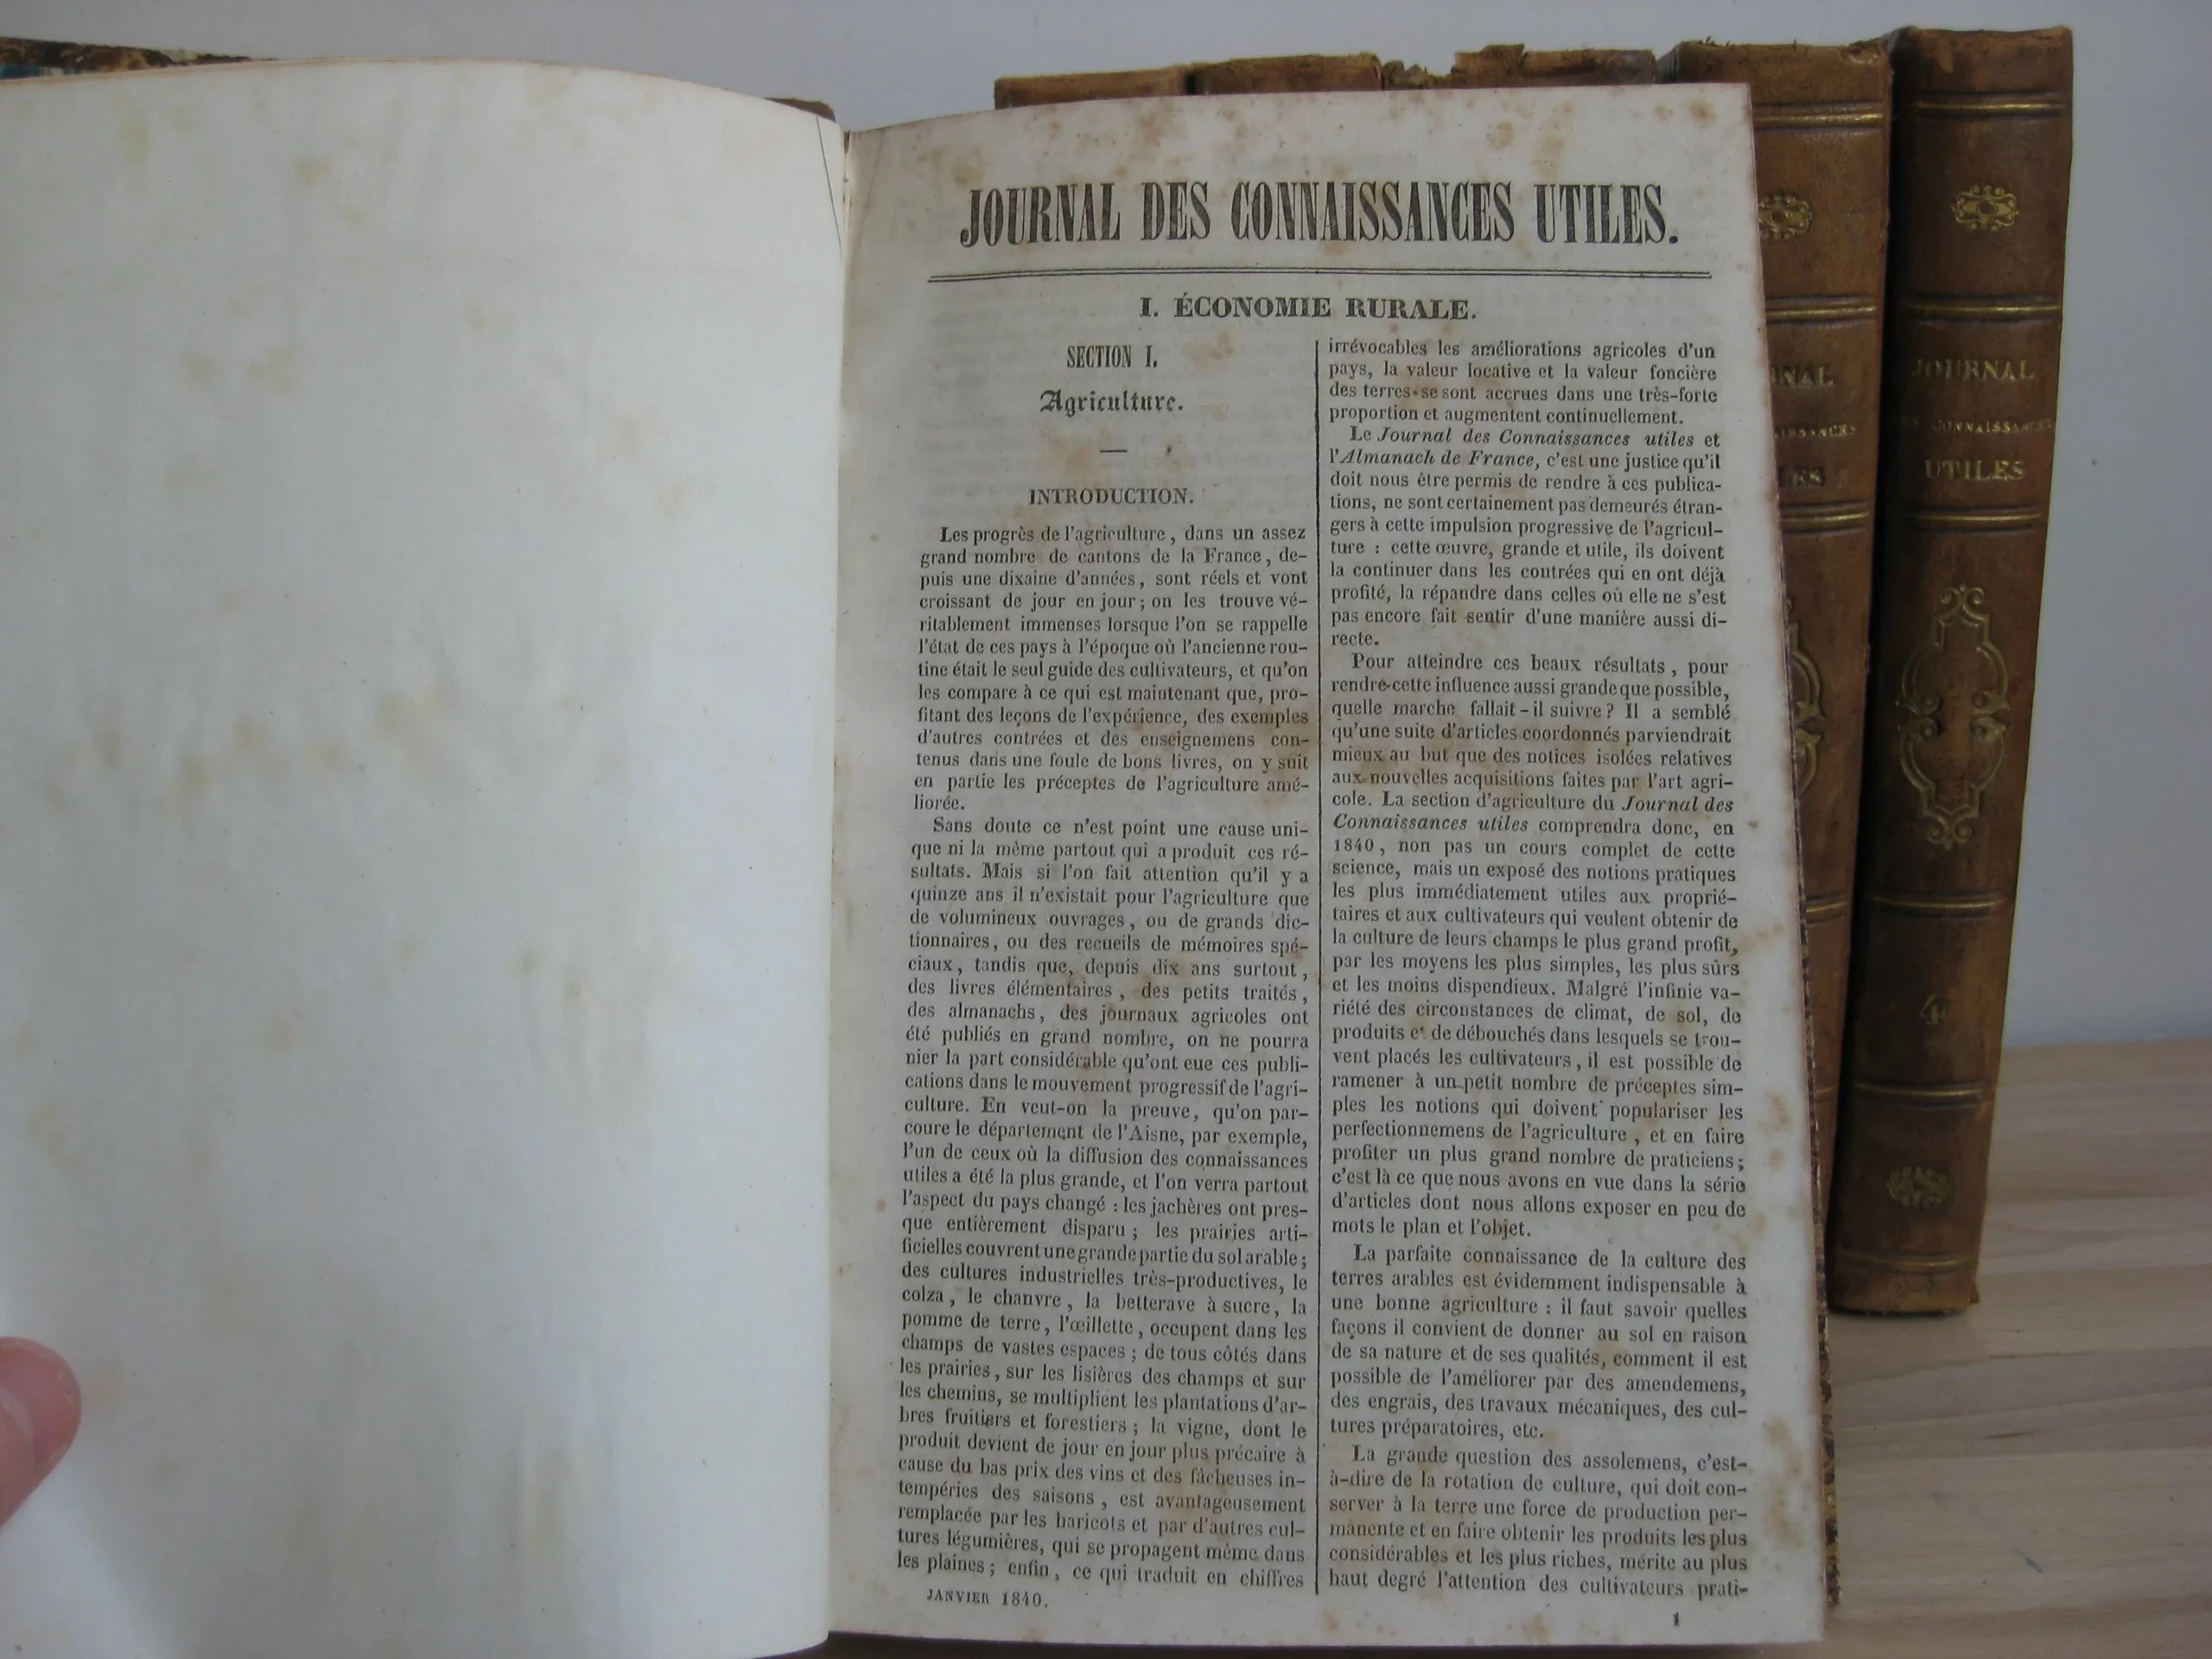 JOURNAL DES CONNAISSANCES UTILES.
I. ÉCONOMIE RURALE.
SECTION I.
Agriculture.
INTRODUCTION.
Les progrès de l'agriculture, dans un assez
grand nombre de cantons de la France, de-
puis une dixaine d'années, sont réels et vont
croissant de jour en jour; on les trouve vé-
ritablement immenses lorsque l'on se rappelle
l'état de ces pays à l'époque où l'ancienne rou-
tine était le seul guide des cultivateurs, et qu'on
les compare à ce qui est maintenant que, pro-
fitant des leçons de l'expérience, des exemples
d'autres contrées et des enseignemens con-
tenus dans une foule de bons livres, on y suit
en partie les préceptes de l'agriculture amé-
liorée.
Sans doute ce n'est point une cause uni-
que ni la même partout qui a produit ces ré-
sultats. Mais si l'on fait attention qu'il y a
quinze ans il n'existait pour l'agriculture que
de volumineux ouvrages, ou de grands dic-
tionnaires, ou des recueils de mémoires spé-
ciaux, tandis que, depuis dix ans surtout,
des livres élémentaires, des petits traités,
des almanachs, des journaux agricoles ont
été publiés en grand nombre, on ne pourra
nier la part considérable qu'ont eue ces publi-
cations dans le mouvement progressif de l'agri-
culture. En veut-on la preuve, qu'on par-
coure le département de l'Aisne, par exemple,
l'un de ceux où la diffusion des connaissances
utiles a été la plus grande, et l'on verra partout
l'aspect du pays changé : les jachères ont pres-
que entièrement disparu; les prairies arti-
ficielles couvrent une grande partie du sol arable;
des cultures industrielles très-productives, le
colza, le chanvre, la betterave à sucre, la
pomme de terre, l'œillette, occupent dans les
champs de vastes espaces; de tous côtés dans
les prairies, sur les lisières des champs et sur
les chemins, se multiplient les plantations d'ar-
bres fruitiers et forestiers; la vigne, dont le
produit devient de jour en jour plus précaire à
cause du bas prix des vins et des fâcheuses in-
tempéries des saisons, est avantageusement
remplacée par les haricots et par d'autres cul-
tures légumières, qui se propagent même dans
les plaines; enfin, ce qui traduit en chiffres
JANVIER 1840.
irrévocables les améliorations agricoles d'un
pays, la valeur locative et la valeur foncière
des terres se sont accrues dans une très-forte
proportion et augmentent continuellement.
Le Journal des Connaissances utiles et
l'Almanach de France, c'est une justice qu'il
doit nous être permis de rendre à ces publica-
tions, ne sont certainement pas demeurés étran-
gers à cette impulsion progressive de l'agricul-
ture : cette œuvre, grande et utile, ils doivent
la continuer dans les contrées qui en ont déjà
profité, la répandre dans celles où elle ne s'est
pas encore fait sentir d'une manière aussi di-
recte.
Pour atteindre ces beaux résultats, pour
rendre cette influence aussi grande que possible,
quelle marche fallait-il suivre? Il a semblé
qu'une suite d'articles coordonnés parviendrait
mieux au but que des notices isolées relatives
aux nouvelles acquisitions faites par l'art agri-
cole. La section d'agriculture du Journal des
Connaissances utiles comprendra donc, en
1840, non pas un cours complet de cette
science, mais un exposé des notions pratiques
les plus immédiatement utiles aux proprié-
taires et aux cultivateurs qui veulent obtenir de
la culture de leurs champs le plus grand profit,
par les moyens les plus simples, les plus sûrs
et les moins dispendieux. Malgré l'infinie va-
riété des circonstances de climat, de sol, de
produits et de débouchés dans lesquels se trou-
vent placés les cultivateurs, il est possible de
ramener à un petit nombre de préceptes sim-
ples les notions qui doivent populariser les
perfectionnemens de l'agriculture, et en faire
profiter un plus grand nombre de praticiens;
c'est là ce que nous avons en vue dans la série
d'articles dont nous allons exposer en peu de
mots le plan et l'objet.
La parfaite connaissance de la culture des
terres arables est évidemment indispensable à
une bonne agriculture : il faut savoir quelles
façons il convient de donner au sol en raison
de sa nature et de ses qualités, comment il est
possible de l'améliorer par des amendemens,
des engrais, des travaux mécaniques, des cul-
tures préparatoires, etc.
La grande question des assolemens, c'est-
à-dire de la rotation de culture, qui doit con-
server à la terre une force de production per-
manente et en faire obtenir les produits les plus
considérables et les plus riches, mérite au plus
haut degré l'attention des cultivateurs prati-
1
JOURNAL
DES CONNAISSANCES
UTILES
4